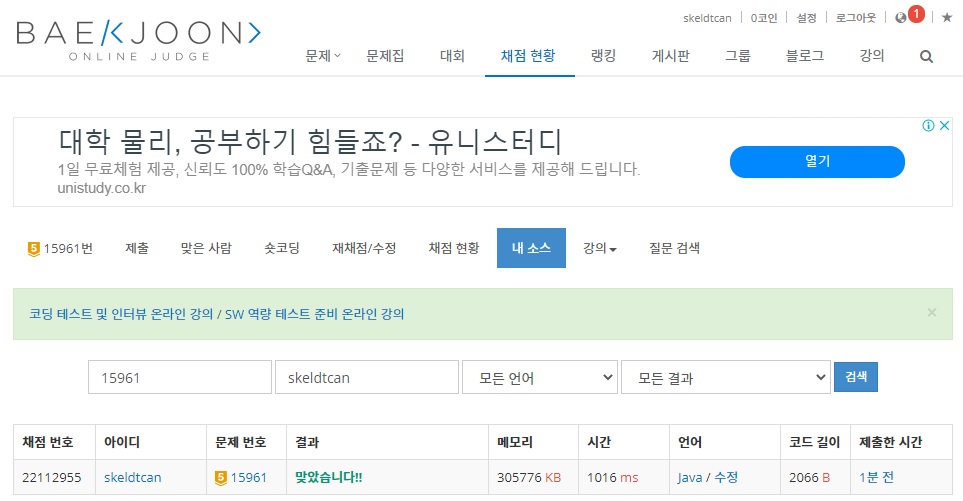 skeldtcan 0코인 설정 로그아웃 1
BAEKJOON
ONLINE JUDGE
문제 문제집 대회 채점 현황 랭킹 게시판 그룹 블로그 강의
대학 물리, 공부하기 힘들죠? - 유니스터디
1일 무료체험 제공, 신뢰도 100% 학습Q&A, 기출문제 등 다양한 서비스를 제공해 드립니다.
unistudy.co.kr
열기
5 15961번 제출 맞은 사람 숏코딩 재채점/수정 채점 현황 내 소스 강의 질문 검색
코딩 테스트 및 인터뷰 온라인 강의 / SW 역량 테스트 준비 온라인 강의 ×
15961 skeldtcan 모든 언어 모든 결과 검색
채점 번호 아이디 문제 번호 결과 메모리 시간 언어 코드 길이 제출한 시간
22112955 skeldtcan 5 15961 맞았습니다!! 305776 KB 1016 ms Java / 수정 2066 B 1분 전